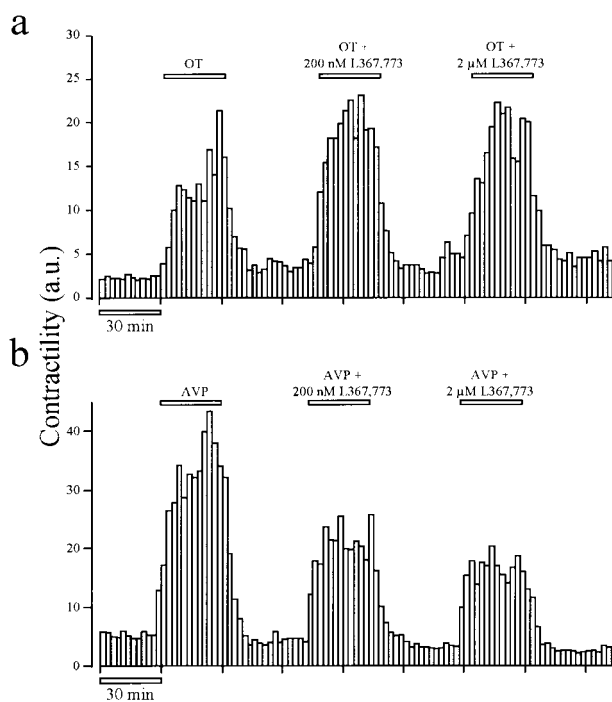 a
30
25
20
15
10
5
0
OT
OT +
200 nM L367,773
OT +
2 µM L367,773
30 min
Contractility (a.u.)
b
40
30
20
10
0
AVP
AVP +
200 nM L367,773
AVP +
2 µM L367,773
30 min